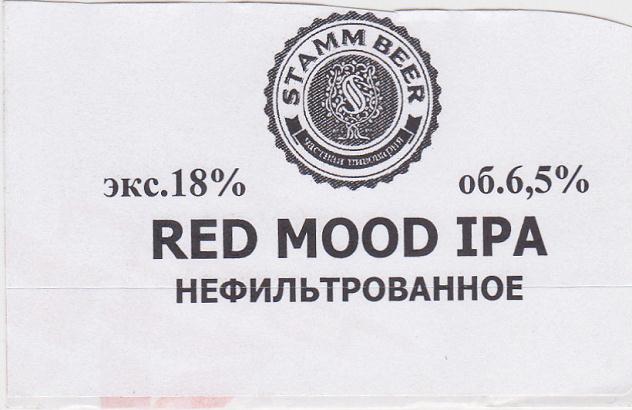 STAMM BEER
частная пивоварня
экс.18% об.6,5%
RED MOOD IPA
НЕФИЛЬТРОВАННОЕ